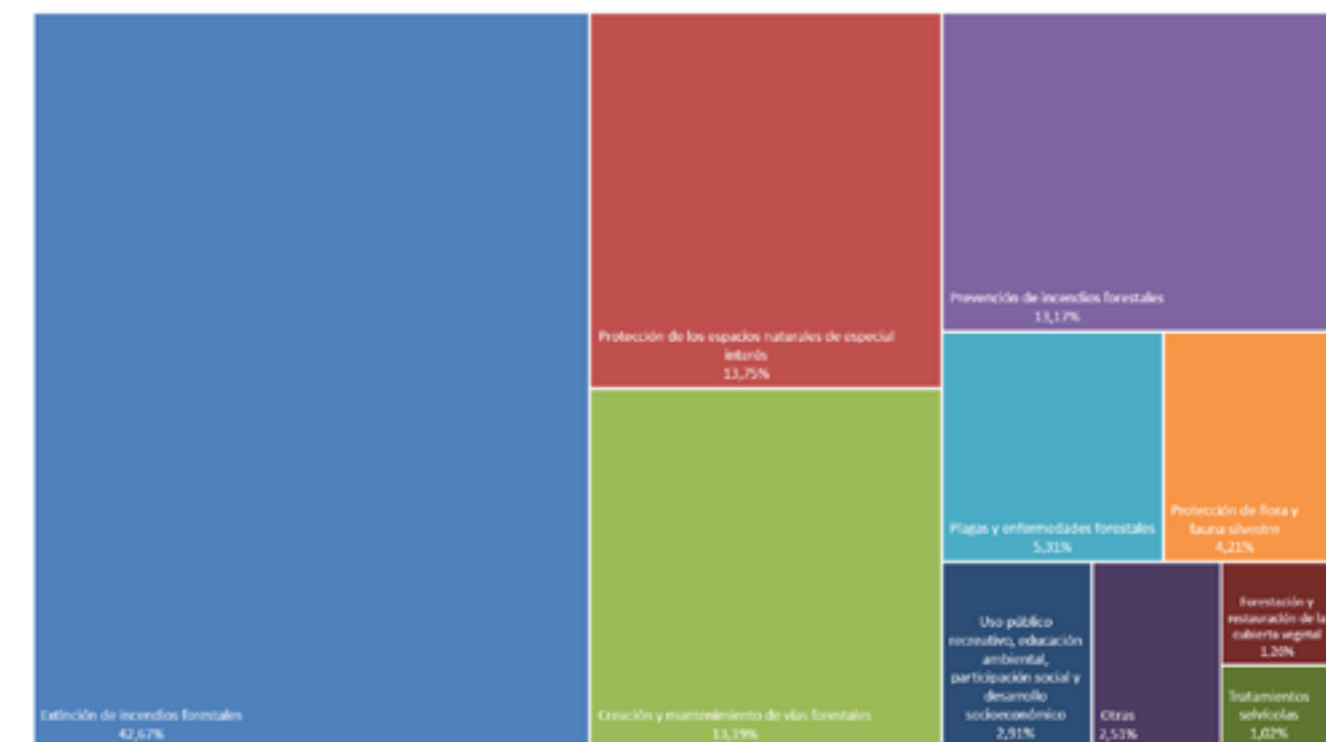 Extinción de incendios forestales
42,67%
Protección de los espacios naturales de especial
interés
13,75%
Creación y mantenimiento de vías forestales
13,19%
Prevención de incendios forestales
13,17%
Plagas y enfermedades forestales
5,31%
Protección de flora y
fauna silvestre
4,21%
Uso público
recreativo, educación
ambiental,
participación social y
desarrollo
socioeconómico
2,91%
Otras
2,51%
Forestación y
restauración de la
cubierta vegetal
1,26%
Tratamientos
selvícolas
1,02%